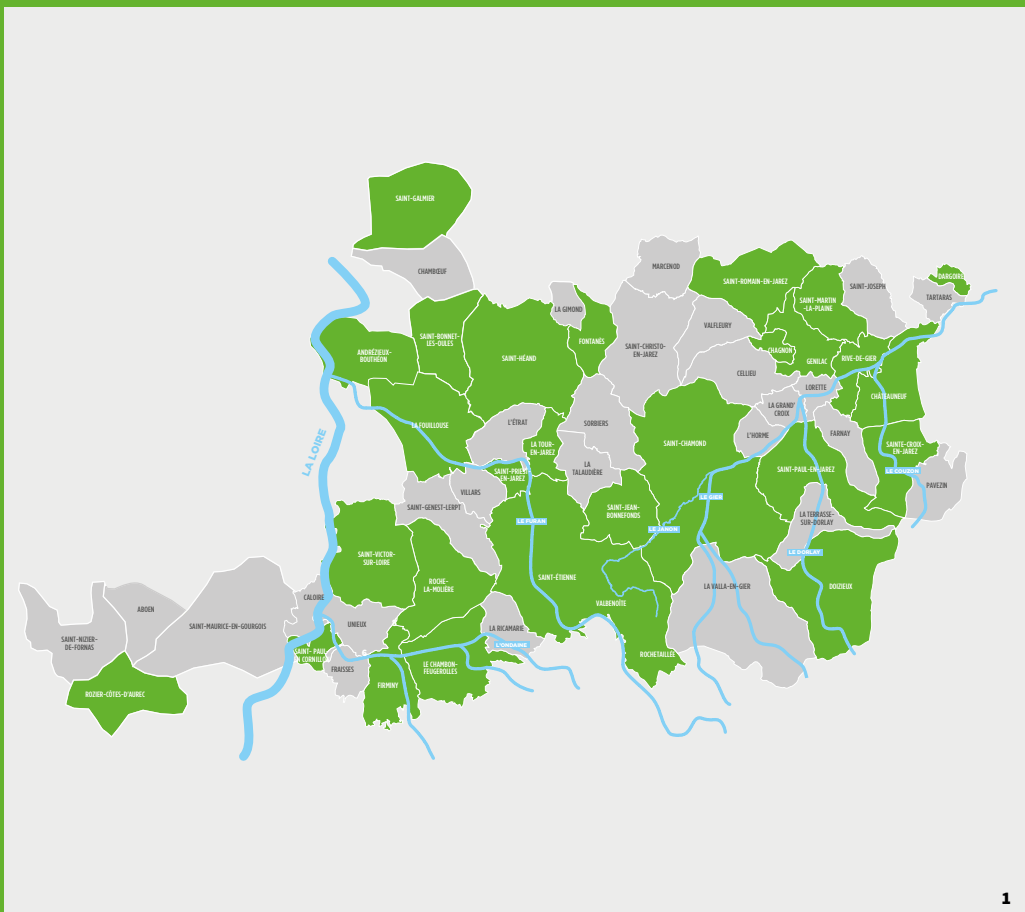 SAINT-GALMIER
CHAMBŒUF
MARCENOD
SAINT-ROMAIN-EN-JAREZ
SAINT-JOSEPH
DARGOIRE
TARTARAS
SAINT-MARTIN
-LA-PLAINE
LA GIMOND
VALFLEURY
SAINT-BONNET-
LES-OULES
FONTANÈS
SAINT-CHRISTO-
EN-JAREZ
ANDRÉZIEUX-
BOUTHÉON
SAINT-HÉAND
CHAGNON
GENILAC
RIVE-DE-GIER
CELLIEU
LORETTE
CHÂTEAUNEUF
LA GRAND'
CROIX
LA FOUILLOUSE
L'ÉTRAT
SORBIERS
L'HORME
FARNAY
LA LOIRE
LA TOUR-
EN-JAREZ
SAINT-CHAMOND
SAINTE-CROIX-
EN-JAREZ
SAINT-PRIEST-
EN-JAREZ
LA
TALAUDIÈRE
SAINT-PAUL-EN-JAREZ
LE COUZON
PAVEZIN
VILLARS
SAINT-GENEST-LERPT
LE GIER
SAINT-JEAN-
BONNEFONDS
LA TERRASSE-
SUR-DORLAY
LE FURAN
LE JANON
LE DORLAY
SAINT-VICTOR-
SUR-LOIRE
ROCHE-
LA-MOLIÈRE
SAINT-ÉTIENNE
LA VALLA-EN-GIER
DOIZIEUX
CALOIRE
VALBENOÎTE
ABOEN
SAINT-MAURICE-EN-GOURGOIS
UNIEUX
LA RICAMARIE
L'ONDAINE
SAINT-NIZIER-
DE-FORNAS
SAINT- PAUL
EN CORNILLON
ROCHETAILLÉE
FRAISSES
LE CHAMBON-
FEUGEROLLES
FIRMINY
ROZIER-CÔTES-D'AUREC
1